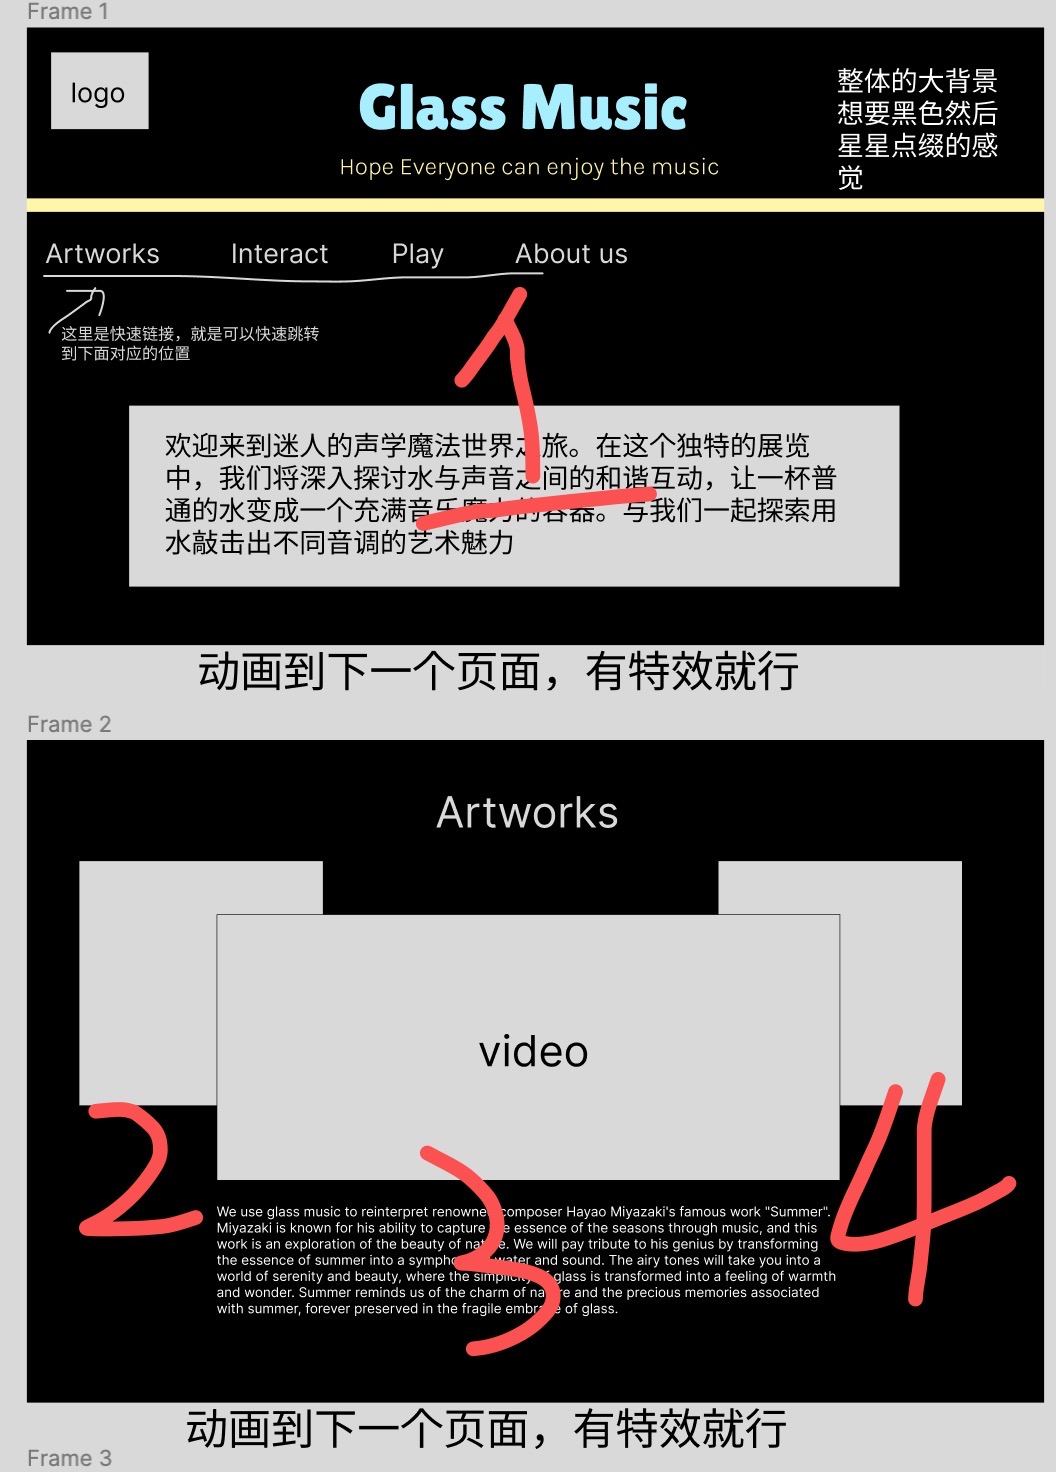 Frame 1
logo
Glass Music
Hope Everyone can enjoy the music
整体的大背景
想要黑色然后
星星点缀的感
觉
Artworks Interact Play About us
这里是快速链接，就是可以快速跳转
到下面对应的位置
1
欢迎来到迷人的声学魔法世界之旅。在这个独特的展览
中，我们将深入探讨水与声音之间的和谐互动，让一杯普
通的水变成一个充满音乐魔力的容器。与我们一起探索用
水敲击出不同音调的艺术魅力
动画到下一个页面，有特效就行
Frame 2
Artworks
video
2
3
4
We use glass music to reinterpret renowned composer Hayao Miyazaki's famous work "Summer".
Miyazaki is known for his ability to capture the essence of the seasons through music, and this
work is an exploration of the beauty of nature. We will pay tribute to his genius by transforming
the essence of summer into a symphony of water and sound. The airy tones will take you into a
world of serenity and beauty, where the simplicity of glass is transformed into a feeling of warmth
and wonder. Summer reminds us of the charm of nature and the precious memories associated
with summer, forever preserved in the fragile embrace of glass.
动画到下一个页面，有特效就行
Frame 3